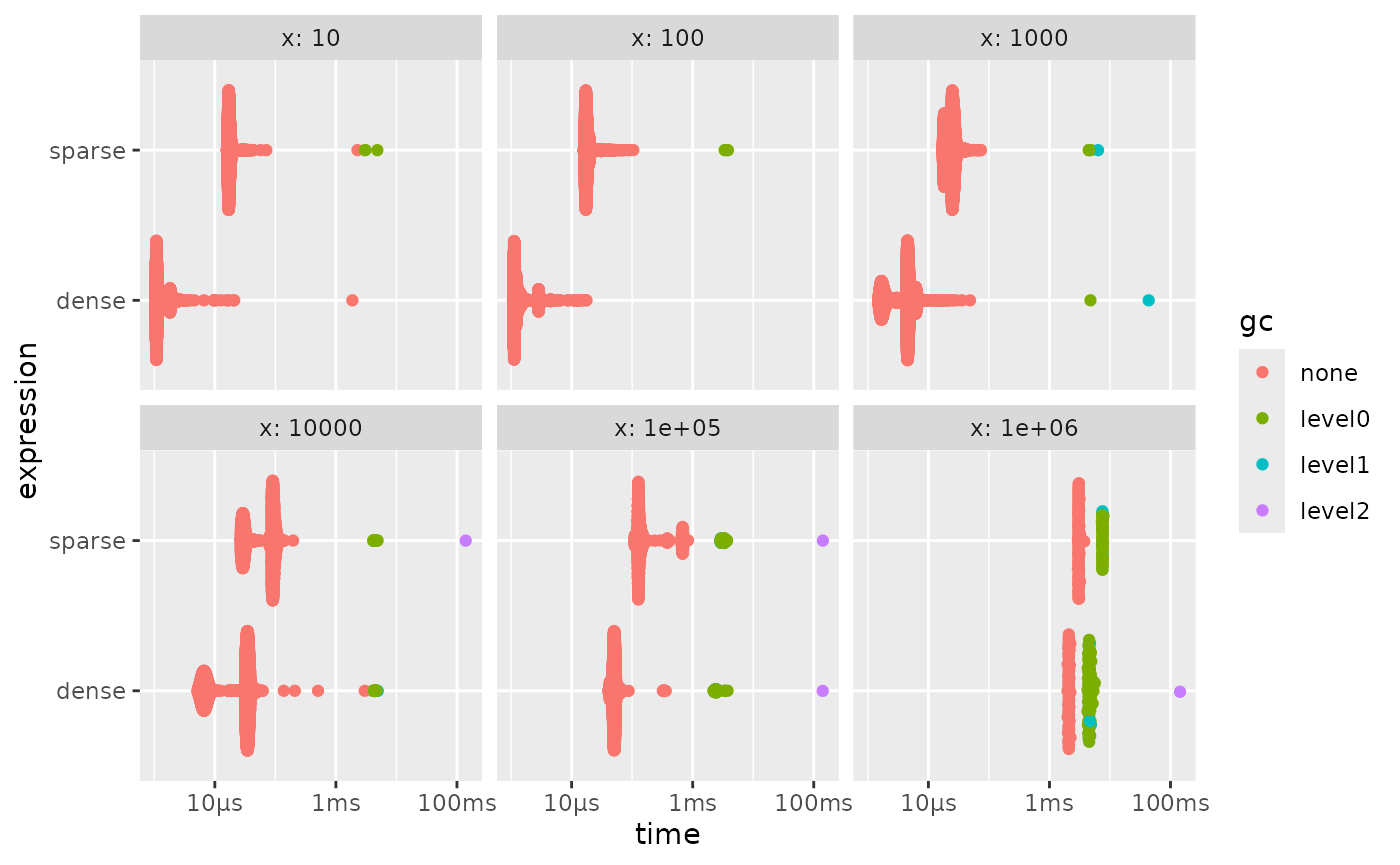 x: 10
x: 100
x: 1000
sparse
dense
x: 10000
x: 1e+05
x: 1e+06
sparse
dense
10µs
1ms
100ms
10µs
1ms
100ms
10µs
1ms
100ms
time
expression
gc
none
level0
level1
level2